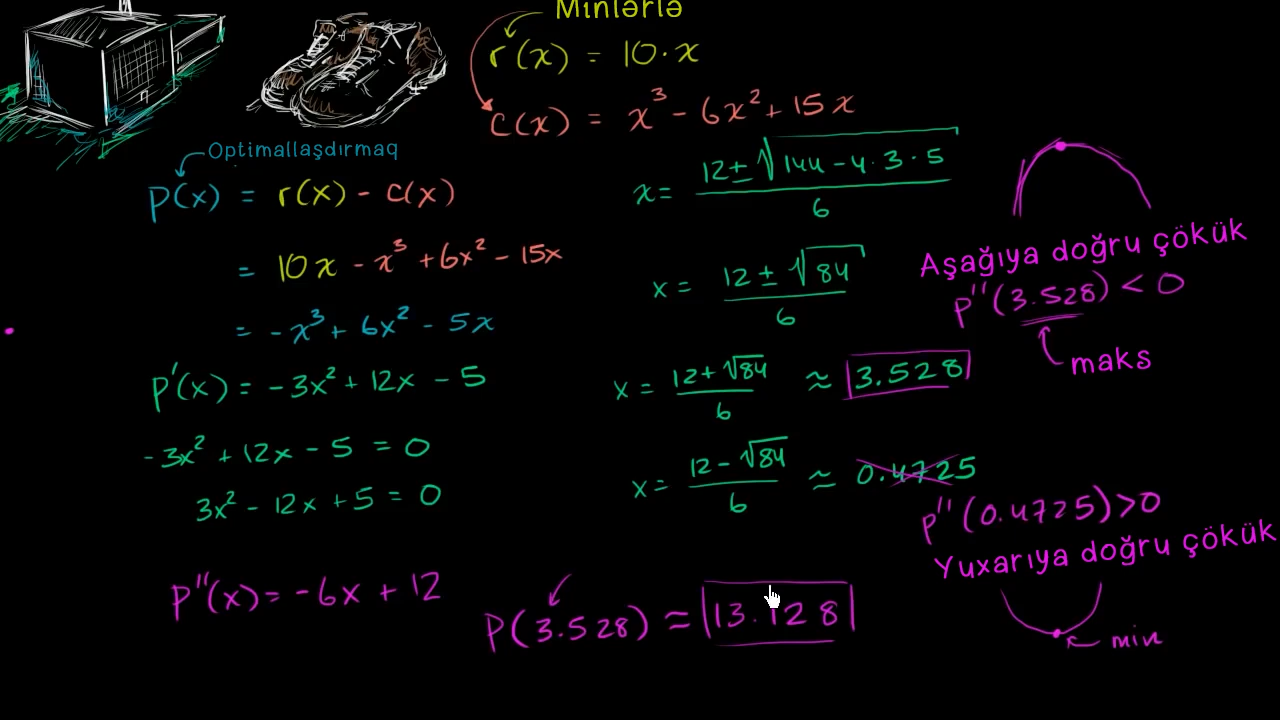 Minlərlə
r(x) = 10·x
c(x) = x³ - 6x² + 15x
Optimallaşdırmaq
p(x) = r(x) - c(x)
= 10x - x³ + 6x² - 15x
= -x³ + 6x² - 5x
p'(x) = -3x² + 12x - 5
-3x² + 12x - 5 = 0
3x² - 12x + 5 = 0
p''(x) = -6x + 12
x = (12 ± √(144 - 4·3·5)) / 6
x = (12 ± √84) / 6
x = (12 + √84) / 6 ≈ 3.528
x = (12 - √84) / 6 ≈ 0.4725
Aşağıya doğru çökük
p''(3.528) < 0
maks
p''(0.4725) > 0
Yuxarıya doğru çökük
min
P(3.528) ≈ 13.128